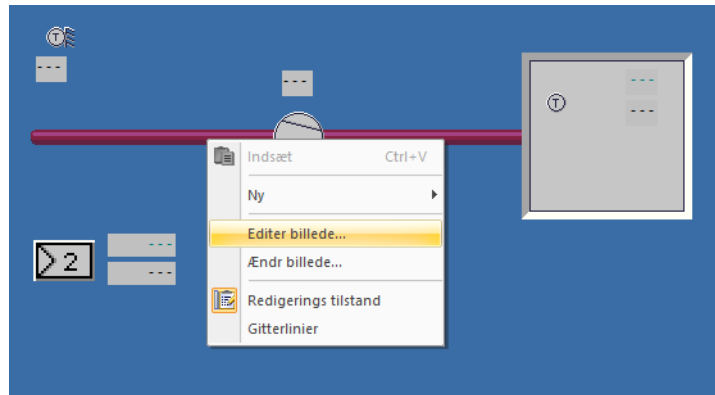 T
---
---
---
T
---
Indsæt Ctrl+V
Ny
Editer billede...
Ændr billede...
Redigerings tilstand
Gitterlinier
2
---
---